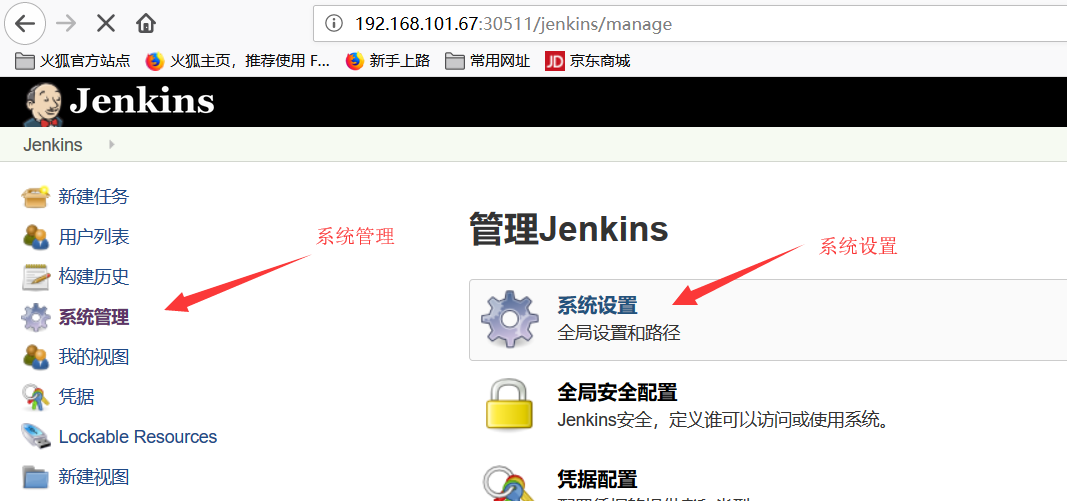 192.168.101.67:30511/jenkins/manage
火狐官方站点 火狐主页，推荐使用 F... 新手上路 常用网址 JD 京东商城
Jenkins
Jenkins
新建任务
用户列表
构建历史
系统管理
我的视图
凭据
Lockable Resources
新建视图
系统管理
管理Jenkins
系统设置
系统设置
全局设置和路径
全局安全配置
Jenkins安全，定义谁可以访问或使用系统。
凭据配置